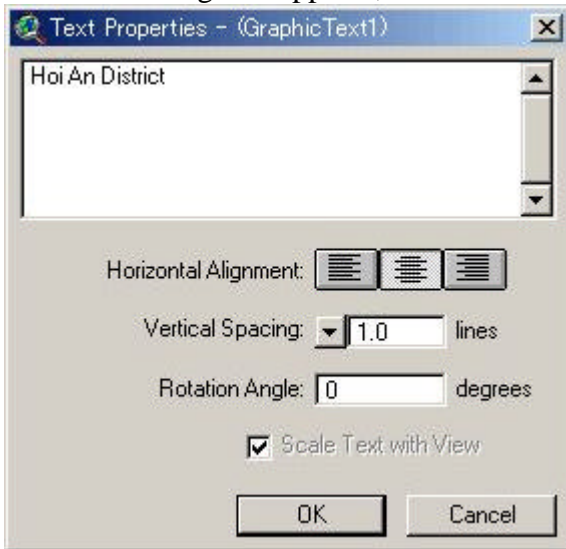 Text Properties - (GraphicText1)
Hoi An District
Horizontal Alignment:
Vertical Spacing: 1.0 lines
Rotation Angle: 0 degrees
Scale Text with View
OK Cancel